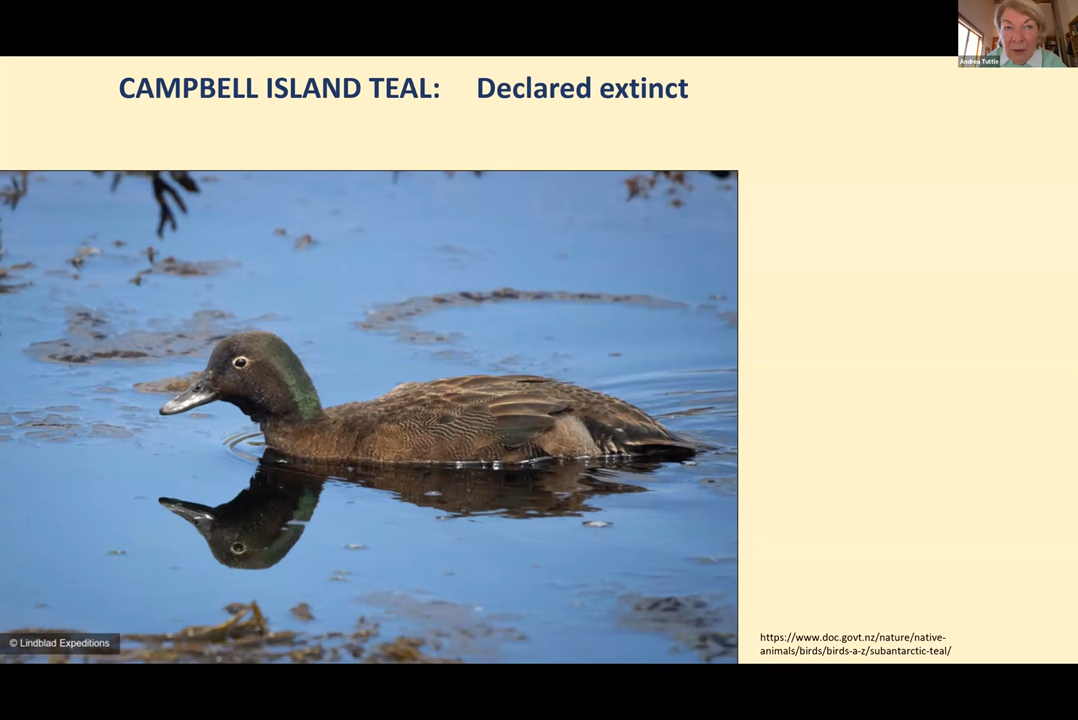 Andrea Tuttle
CAMPBELL ISLAND TEAL: Declared extinct
© Lindblad Expeditions
https://www.doc.govt.nz/nature/native-
animals/birds/birds-a-z/subantarctic-teal/